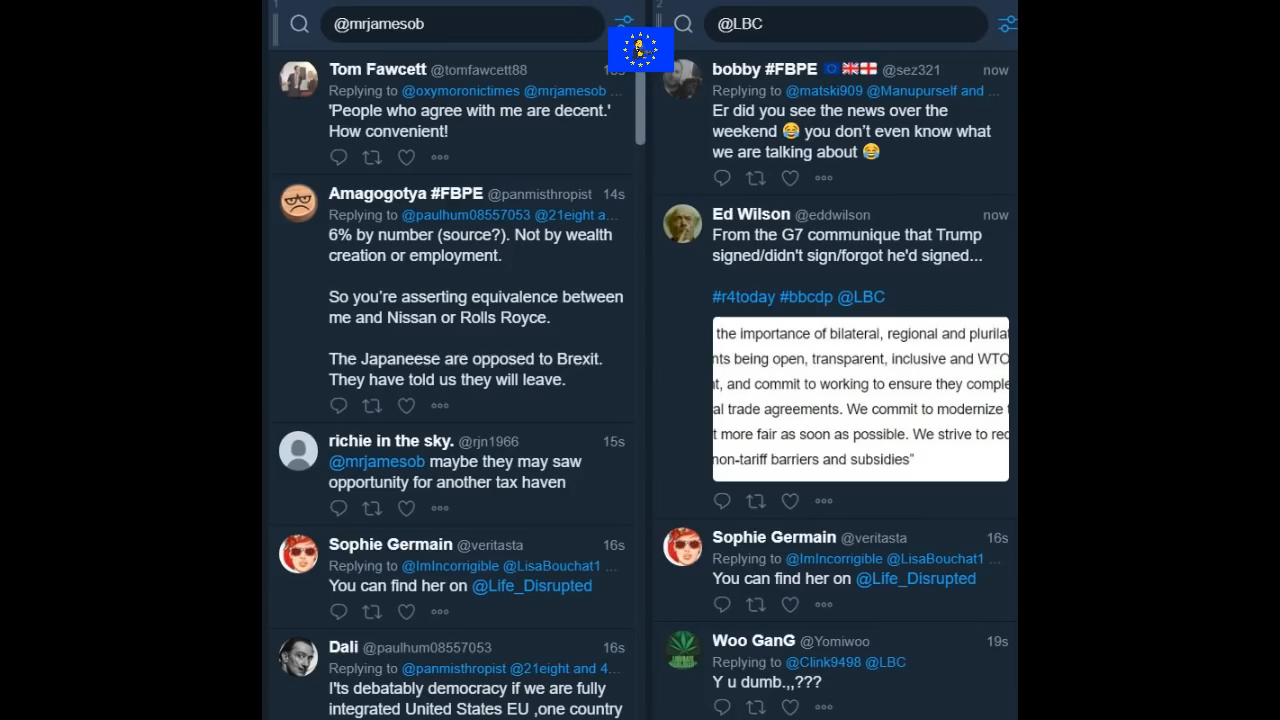 1
@mrjamesob
Tom Fawcett @tomfawcett88
Replying to @oxymoronictimes @mrjamesob ...
'People who agree with me are decent.'
How convenient!
Amagogotya #FBPE @panmisthropist 14s
Replying to @paulhum08557053 @21eight a...
6% by number (source?). Not by wealth
creation or employment.
So you’re asserting equivalence between
me and Nissan or Rolls Royce.
The Japaneese are opposed to Brexit.
They have told us they will leave.
richie in the sky. @rjn1966 15s
@mrjamesob maybe they may saw
opportunity for another tax haven
Sophie Germain @veritasta 16s
Replying to @ImIncorrigible @LisaBouchat1 ...
You can find her on @Life_Disrupted
Dali @paulhum08557053 16s
Replying to @panmisthropist @21eight and 4...
I'ts debatably democracy if we are fully
integrated United States EU ,one country
2
@LBC
bobby #FBPE 🇪🇺🇬🇧🏴󠁧󠁢󠁥󠁮󠁧󠁿 @sez321 now
Replying to @matski909 @Manupurself and ...
Er did you see the news over the
weekend 😂 you don’t even know what
we are talking about 😂
Ed Wilson @eddwilson now
From the G7 communique that Trump
signed/didn't sign/forgot he'd signed...
#r4today #bbcdp @LBC
the importance of bilateral, regional and plurilat
nts being open, transparent, inclusive and WTO
t, and commit to working to ensure they comple
al trade agreements. We commit to modernize
t more fair as soon as possible. We strive to red
non-tariff barriers and subsidies”
Sophie Germain @veritasta 16s
Replying to @ImIncorrigible @LisaBouchat1 ...
You can find her on @Life_Disrupted
Woo GanG @Yomiwoo 19s
Replying to @Clink9498 @LBC
Y u dumb.,,???